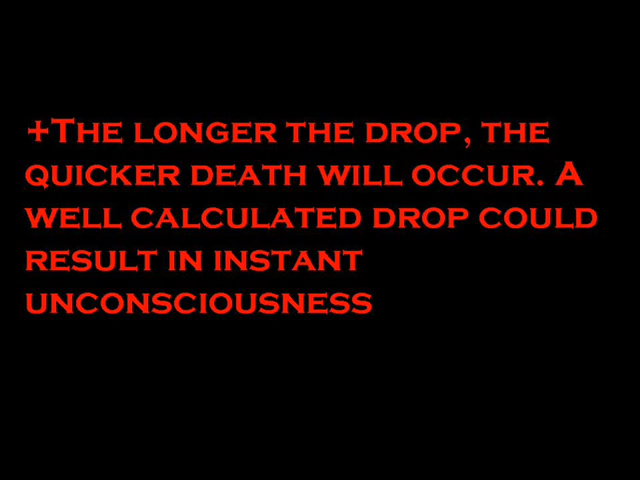 +The longer the drop, the
quicker death will occur. A
well calculated drop could
result in instant
unconsciousness